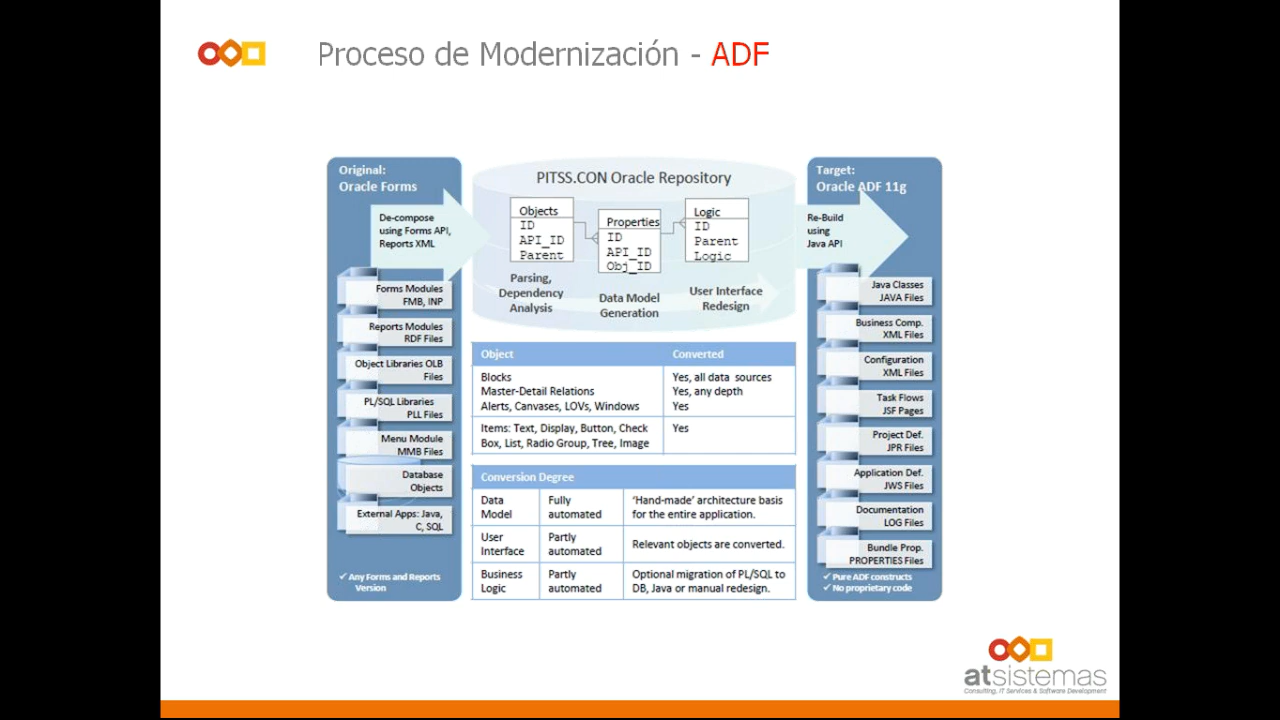 Proceso de Modernización - ADF
Original:
Oracle Forms
De-compose
using Forms API,
Reports XML
Forms Modules
FMB, INP
Reports Modules
RDF Files
Object Libraries OLB
Files
PL/SQL Libraries
PLL Files
Menu Module
MMB Files
Database
Objects
External Apps: Java,
C, SQL
✓ Any Forms and Reports
Version
PITSS.CON Oracle Repository
Objects
ID
API_ID
Parent
Properties
ID
API_ID
Obj_ID
Logic
ID
Parent
Logic
Parsing,
Dependency
Analysis
Data Model
Generation
User Interface
Redesign
Object Converted
Blocks Yes, all data sources
Master-Detail Relations Yes, any depth
Alerts, Canvases, LOVs, Windows Yes
Items: Text, Display, Button, Check Yes
Box, List, Radio Group, Tree, Image
Conversion Degree
Data Fully ‘Hand-made’ architecture basis
Model automated for the entire application.
User Partly Relevant objects are converted.
Interface automated
Business Partly Optional migration of PL/SQL to
Logic automated DB, Java or manual redesign.
Target:
Oracle ADF 11g
Re-Build
using
Java API
Java Classes
JAVA Files
Business Comp.
XML Files
Configuration
XML Files
Task Flows
JSF Pages
Project Def.
JPR Files
Application Def.
JWS Files
Documentation
LOG Files
Bundle Prop.
PROPERTIES Files
✓ Pure ADF constructs
✓ No proprietary code
atsistemas
Consulting, IT Services & Software Development